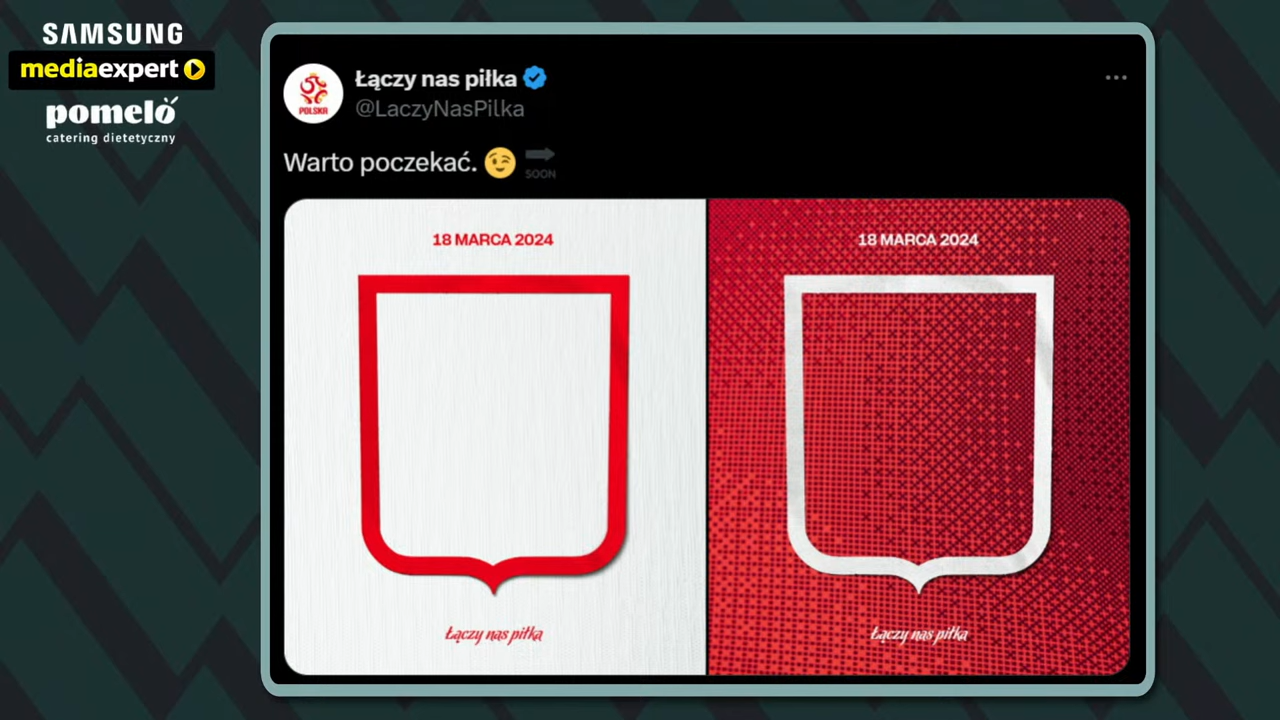 SAMSUNG
mediaexpert
pomelo
catering dietetyczny
Łączy nas piłka
@LaczyNasPilka
Warto poczekać. 😉 🔜
POLSKA
SOON
18 MARCA 2024
Łączy nas piłka
18 MARCA 2024
Łączy nas piłka